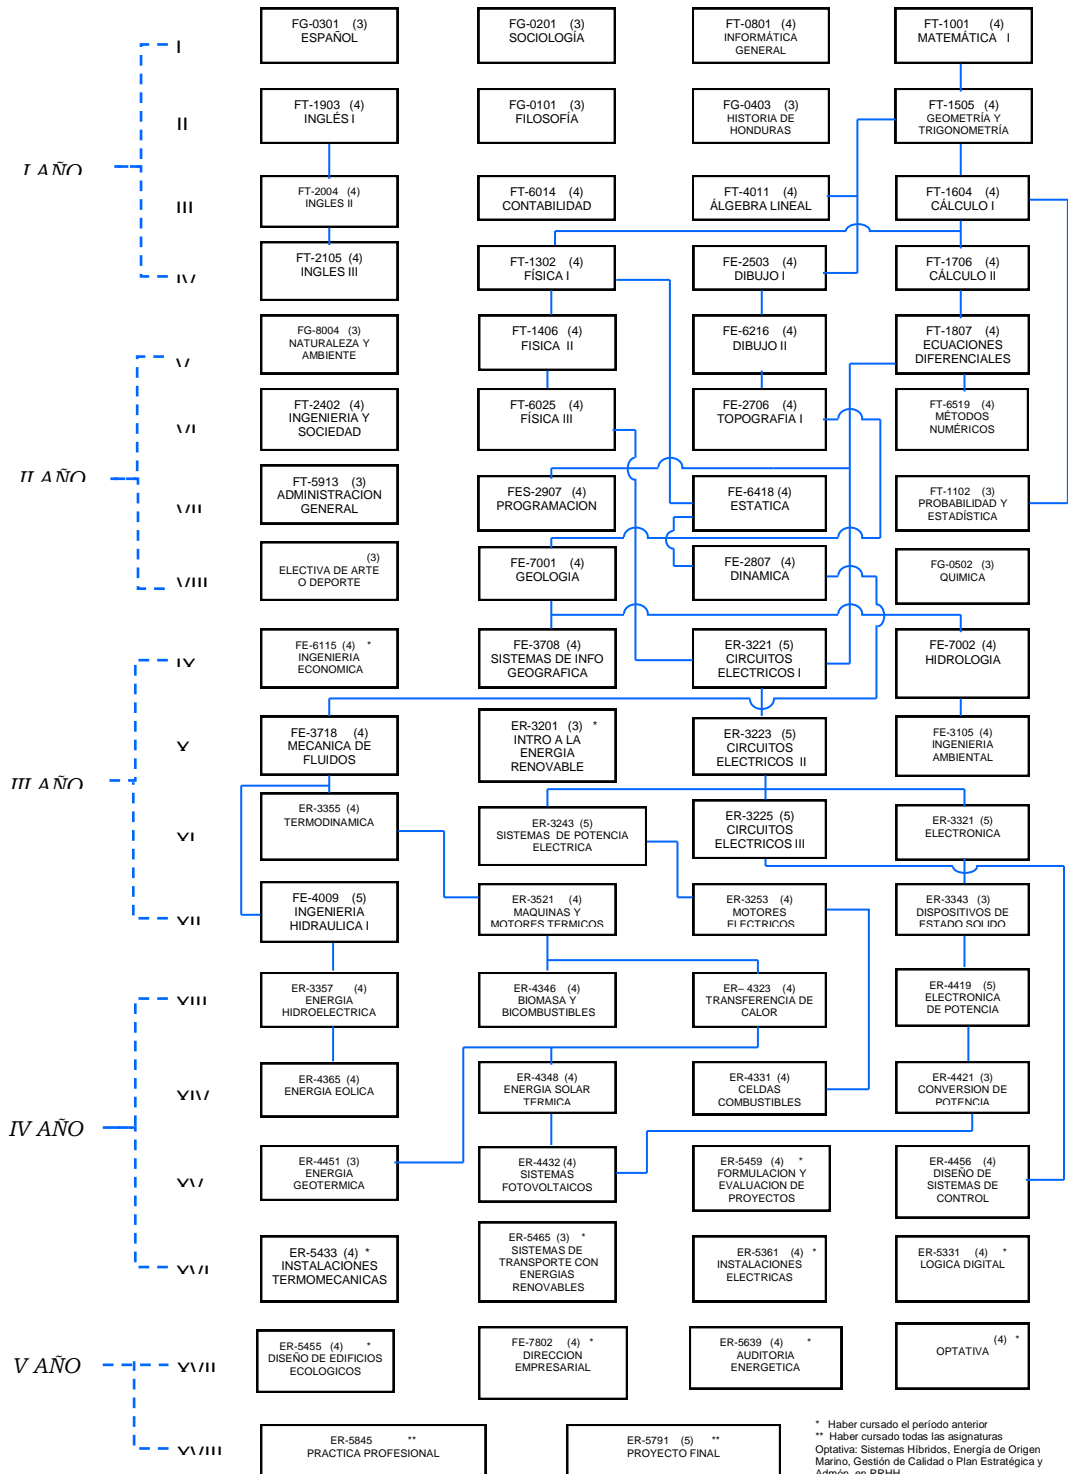 FG-0301 (3)
ESPAÑOL
FG-0201 (3)
SOCIOLOGÍA
FT-0801 (4)
INFORMÁTICA
GENERAL
FT-1001 (4)
MATEMÁTICA I
I
FT-1903 (4)
INGLÉS I
FG-0101 (3)
FILOSOFÍA
FG-0403 (3)
HISTORIA DE
HONDURAS
FT-1505 (4)
GEOMETRÍA Y
TRIGONOMETRÍA
II
I AÑO
FT-2004 (4)
INGLES II
FT-6014 (4)
CONTABILIDAD
FT-4011 (4)
ÁLGEBRA LINEAL
FT-1604 (4)
CÁLCULO I
III
FT-2105 (4)
INGLES III
FT-1302 (4)
FÍSICA I
FE-2503 (4)
DIBUJO I
FT-1706 (4)
CÁLCULO II
IV
FG-8004 (3)
NATURALEZA Y
AMBIENTE
FT-1406 (4)
FISICA II
FE-6216 (4)
DIBUJO II
FT-1807 (4)
ECUACIONES
DIFERENCIALES
V
FT-2402 (4)
INGENIERIA Y
SOCIEDAD
FT-6025 (4)
FÍSICA III
FE-2706 (4)
TOPOGRAFIA I
FT-6519 (4)
MÉTODOS
NUMÉRICOS
VI
II AÑO
FT-5913 (3)
ADMINISTRACION
GENERAL
FES-2907 (4)
PROGRAMACION
FE-6418 (4)
ESTATICA
FT-1102 (3)
PROBABILIDAD Y
ESTADÍSTICA
VII
(3)
ELECTIVA DE ARTE
O DEPORTE
FE-7001 (4)
GEOLOGIA
FE-2807 (4)
DINAMICA
FG-0502 (3)
QUIMICA
VIII
FE-6115 (4) *
INGENIERIA
ECONOMICA
FE-3708 (4)
SISTEMAS DE INFO
GEOGRAFICA
ER-3221 (5)
CIRCUITOS
ELECTRICOS I
FE-7002 (4)
HIDROLOGIA
IX
FE-3718 (4)
MECANICA DE
FLUIDOS
ER-3201 (3) *
INTRO A LA
ENERGIA
RENOVABLE
ER-3223 (5)
CIRCUITOS
ELECTRICOS II
FE-3105 (4)
INGENIERIA
AMBIENTAL
X
III AÑO
ER-3355 (4)
TERMODINAMICA
ER-3243 (5)
SISTEMAS DE POTENCIA
ELECTRICA
ER-3225 (5)
CIRCUITOS
ELECTRICOS III
ER-3321 (5)
ELECTRONICA
XI
FE-4009 (5)
INGENIERIA
HIDRAULICA I
ER-3521 (4)
MAQUINAS Y
MOTORES TERMICOS
ER-3253 (4)
MOTORES
ELECTRICOS
ER-3343 (3)
DISPOSITIVOS DE
ESTADO SOLIDO
XII
ER-3357 (4)
ENERGIA
HIDROELECTRICA
ER-4346 (4)
BIOMASA Y
BICOMBUSTIBLES
ER– 4323 (4)
TRANSFERENCIA DE
CALOR
ER-4419 (5)
ELECTRONICA
DE POTENCIA
XIII
ER-4365 (4)
ENERGIA EOLICA
ER-4348 (4)
ENERGIA SOLAR
TERMICA
ER-4331 (4)
CELDAS
COMBUSTIBLES
ER-4421 (3)
CONVERSION DE
POTENCIA
XIV
IV AÑO
ER-4451 (3)
ENERGIA
GEOTERMICA
ER-4432 (4)
SISTEMAS
FOTOVOLTAICOS
ER-5459 (4) *
FORMULACION Y
EVALUACION DE
PROYECTOS
ER-4456 (4)
DISEÑO DE
SISTEMAS DE
CONTROL
XV
ER-5433 (4) *
INSTALACIONES
TERMOMECANICAS
ER-5465 (3) *
SISTEMAS DE
TRANSPORTE CON
ENERGIAS
RENOVABLES
ER-5361 (4) *
INSTALACIONES
ELECTRICAS
ER-5331 (4) *
LOGICA DIGITAL
XVI
V AÑO
ER-5455 (4) *
DISEÑO DE EDIFICIOS
ECOLOGICOS
FE-7802 (4) *
DIRECCION
EMPRESARIAL
ER-5639 (4) *
AUDITORIA
ENERGETICA
(4) *
OPTATIVA
XVII
ER-5845 **
PRACTICA PROFESIONAL
ER-5791 (5) **
PROYECTO FINAL
XVIII
* Haber cursado el período anterior
** Haber cursado todas las asignaturas
Optativa: Sistemas Híbridos, Energía de Origen
Marino, Gestión de Calidad o Plan Estratégica y
Admón. en RRHH